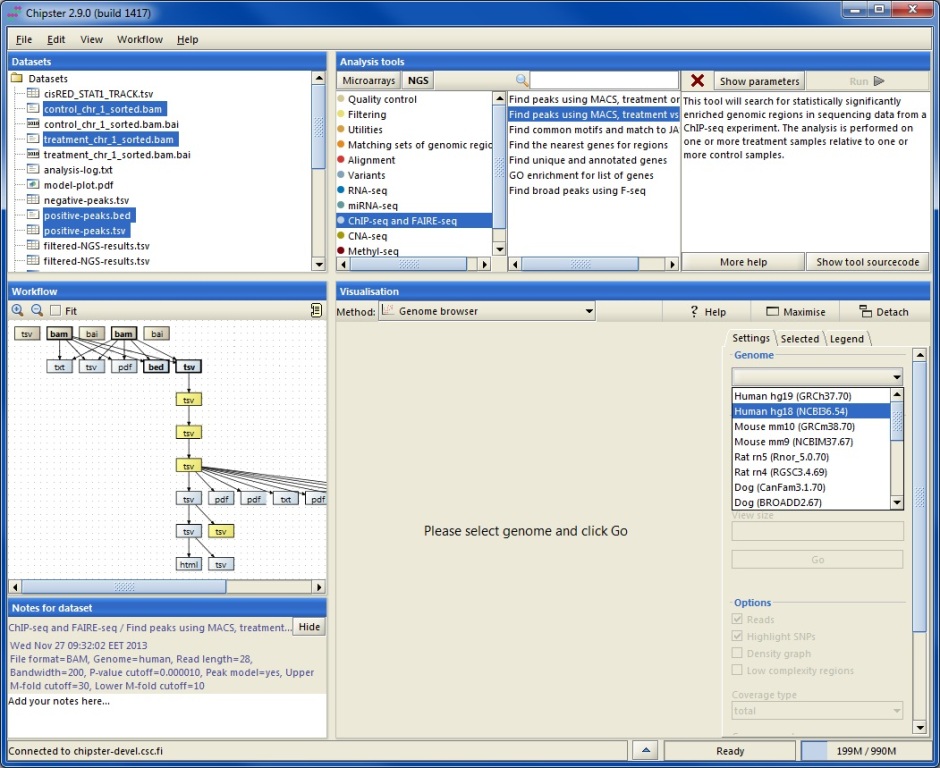 Chipster 2.9.0 (build 1417)
File Edit View Workflow Help
Datasets
Datasets
cisRED_STAT1_TRACK.tsv
control_chr_1_sorted.bam
control_chr_1_sorted.bam.bai
treatment_chr_1_sorted.bam
treatment_chr_1_sorted.bam.bai
analysis-log.txt
model-plot.pdf
negative-peaks.tsv
positive-peaks.bed
positive-peaks.tsv
filtered-NGS-results.tsv
filtered-NGS-results.tsv
Analysis tools
Microarrays NGS
Show parameters Run
Quality control
Filtering
Utilities
Matching sets of genomic regio
Alignment
Variants
RNA-seq
miRNA-seq
ChIP-seq and FAIRE-seq
CNA-seq
Methyl-seq
Find peaks using MACS, treatment or
Find peaks using MACS, treatment vs
Find common motifs and match to JA
Find the nearest genes for regions
Find unique and annotated genes
GO enrichment for list of genes
Find broad peaks using F-seq
This tool will search for statistically significantly
enriched genomic regions in sequencing data from a
ChIP-seq experiment. The analysis is performed on
one or more treatment samples relative to one or
more control samples.
More help Show tool sourcecode
Workflow
Fit
tsv bam bai bam bai
txt tsv pdf bed tsv
tsv
tsv
tsv
tsv pdf pdf txt pdf
tsv tsv
html tsv
Notes for dataset
ChIP-seq and FAIRE-seq / Find peaks using MACS, treatment... Hide
Wed Nov 27 09:32:02 EET 2013
File format=BAM, Genome=human, Read length=28,
Bandwidth=200, P-value cutoff=0.000010, Peak model=yes, Upper
M-fold cutoff=30, Lower M-fold cutoff=10
Add your notes here...
Visualisation
Method: Genome browser ? Help Maximise Detach
Please select genome and click Go
Settings Selected Legend
Genome
Human hg19 (GRCh37.70)
Human hg18 (NCBI36.54)
Mouse mm10 (GRCm38.70)
Mouse mm9 (NCBIM37.67)
Rat rn5 (Rnor_5.0.70)
Rat rn4 (RGSC3.4.69)
Dog (CanFam3.1.70)
Dog (BROADD2.67)
View size
Go
Options
Reads
Highlight SNPs
Density graph
Low complexity regions
Coverage type
total
Connected to chipster-devel.csc.fi Ready 199M / 990M